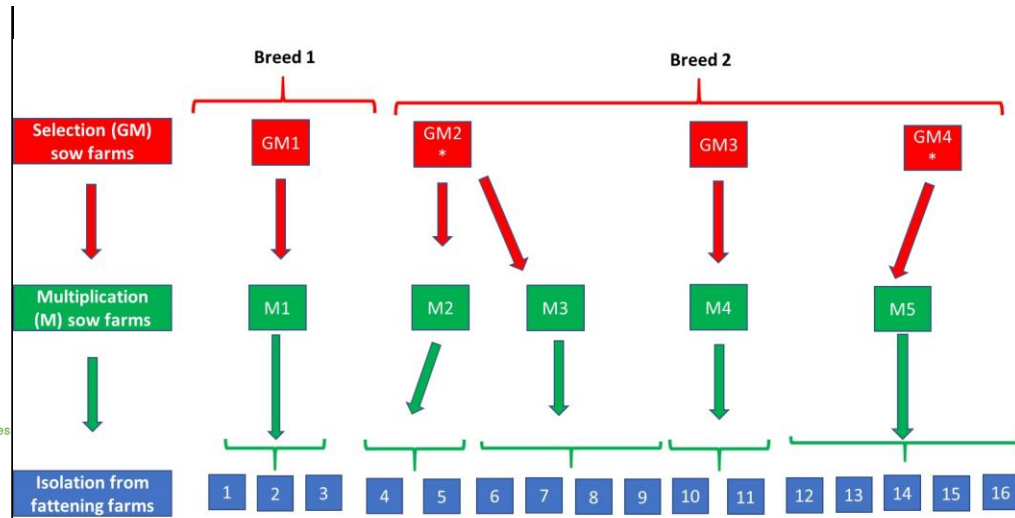 Breed 1
Breed 2
Selection (GM)
sow farms
GM1
GM2
*
GM3
GM4
*
Multiplication
(M) sow farms
M1
M2
M3
M4
M5
es
Isolation from
fattening farms
1
2
3
4
5
6
7
8
9
10
11
12
13
14
15
16